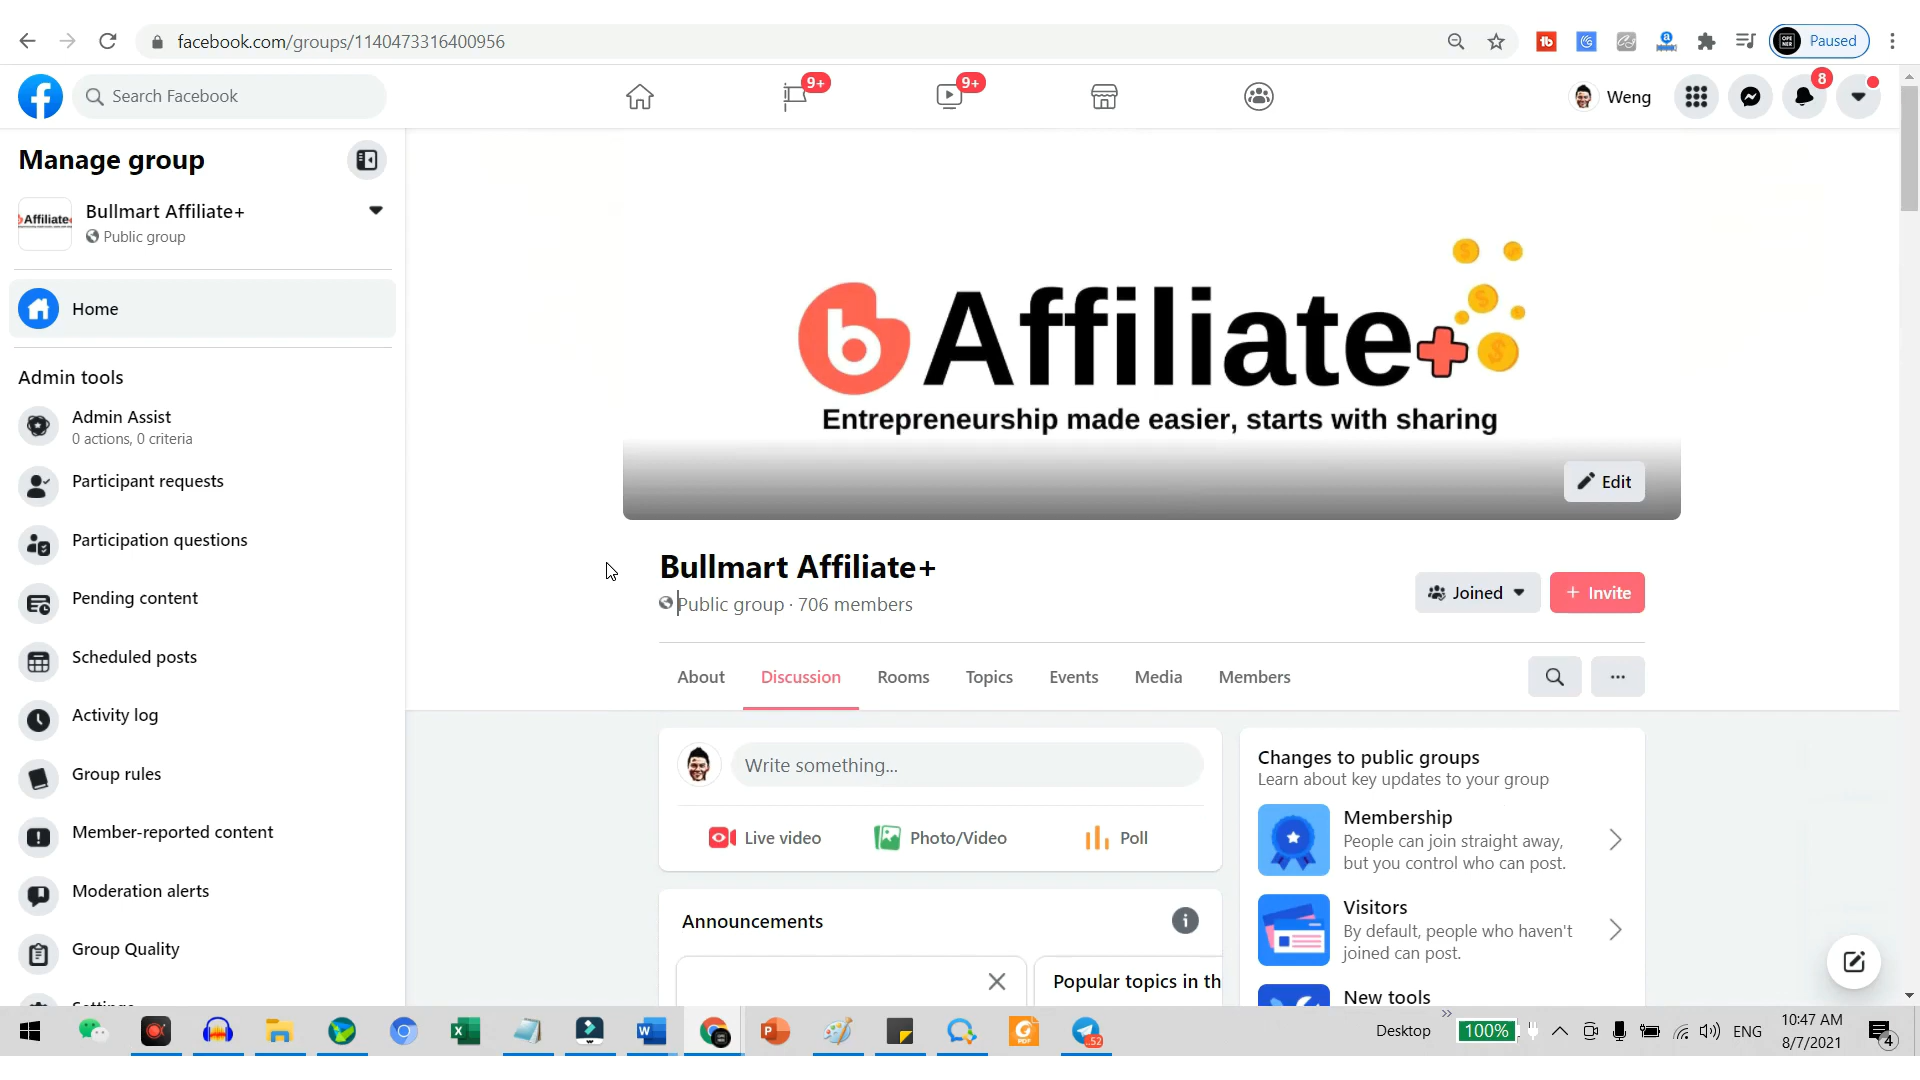 facebook.com/groups/1140473316400956
Paused
Search Facebook
9+
9+
Weng
8
Manage group
Affiliate
Bullmart Affiliate+
Public group
Home
Admin tools
Admin Assist
0 actions, 0 criteria
Participant requests
Participation questions
Pending content
Scheduled posts
Activity log
Group rules
Member-reported content
Moderation alerts
Group Quality
b Affiliate+
Entrepreneurship made easier, starts with sharing
Edit
Bullmart Affiliate+
Public group · 706 members
Joined
+ Invite
About Discussion Rooms Topics Events Media Members
Write something...
Live video
Photo/Video
Poll
Announcements
Popular topics in th
Changes to public groups
Learn about key updates to your group
Membership
People can join straight away,
but you control who can post.
Visitors
By default, people who haven't
joined can post.
New tools
Desktop
100%
ENG
10:47 AM
8/7/2021
4